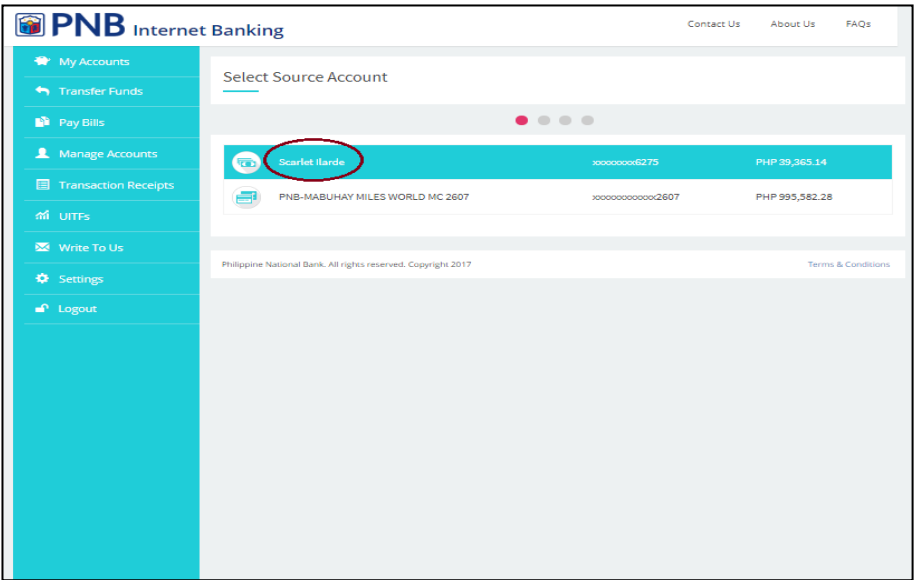 PNB Internet Banking
Contact Us About Us FAQs
My Accounts
Transfer Funds
Pay Bills
Manage Accounts
Transaction Receipts
UITFs
Write To Us
Settings
Logout
Select Source Account
Scarlet Ilarde xxxxxxxx6275 PHP 39,365.14
PNB-MABUHAY MILES WORLD MC 2607 xxxxxxxxxxxx2607 PHP 995,582.28
Philippine National Bank. All rights reserved. Copyright 2017 Terms & Conditions